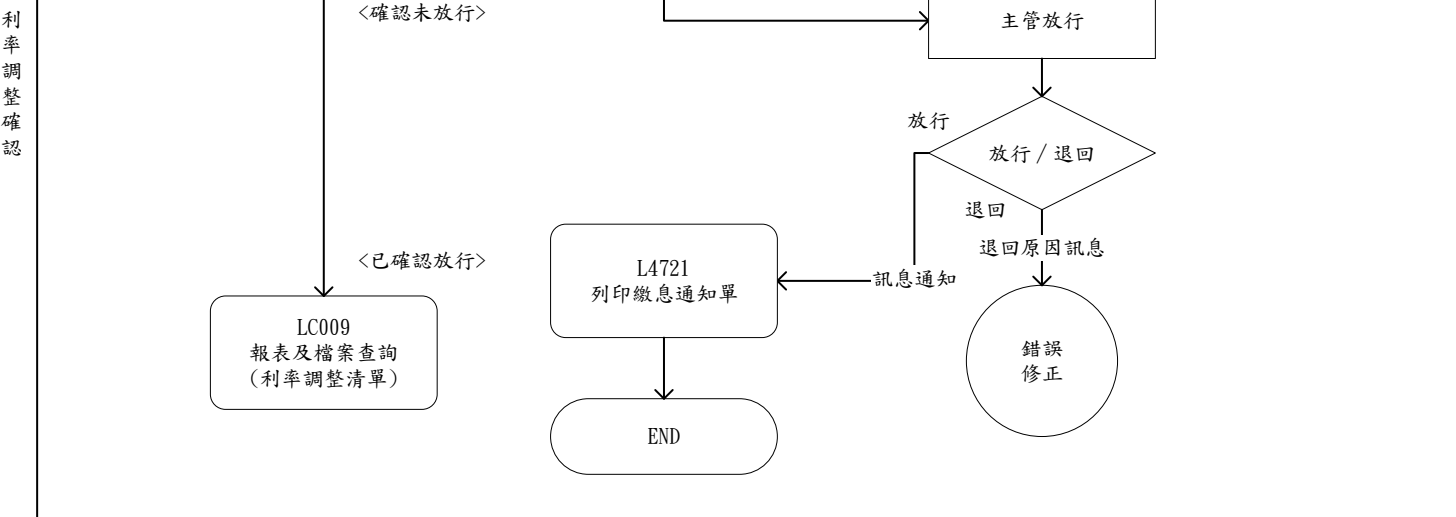 利率調整確認
<確認未放行>
主管放行
放行
放行/退回
退回
退回原因訊息
<已確認放行>
L4721
列印繳息通知單
訊息通知
LC009
報表及檔案查詢
(利率調整清單)
錯誤
修正
END